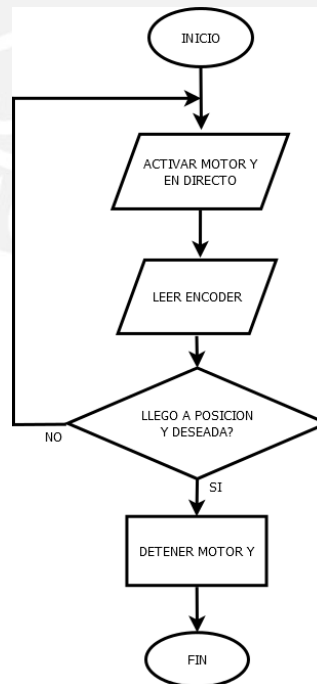 INICIO
ACTIVAR MOTOR Y
EN DIRECTO
LEER ENCODER
LLEGO A POSICION
Y DESEADA?
NO
SI
DETENER MOTOR Y
FIN